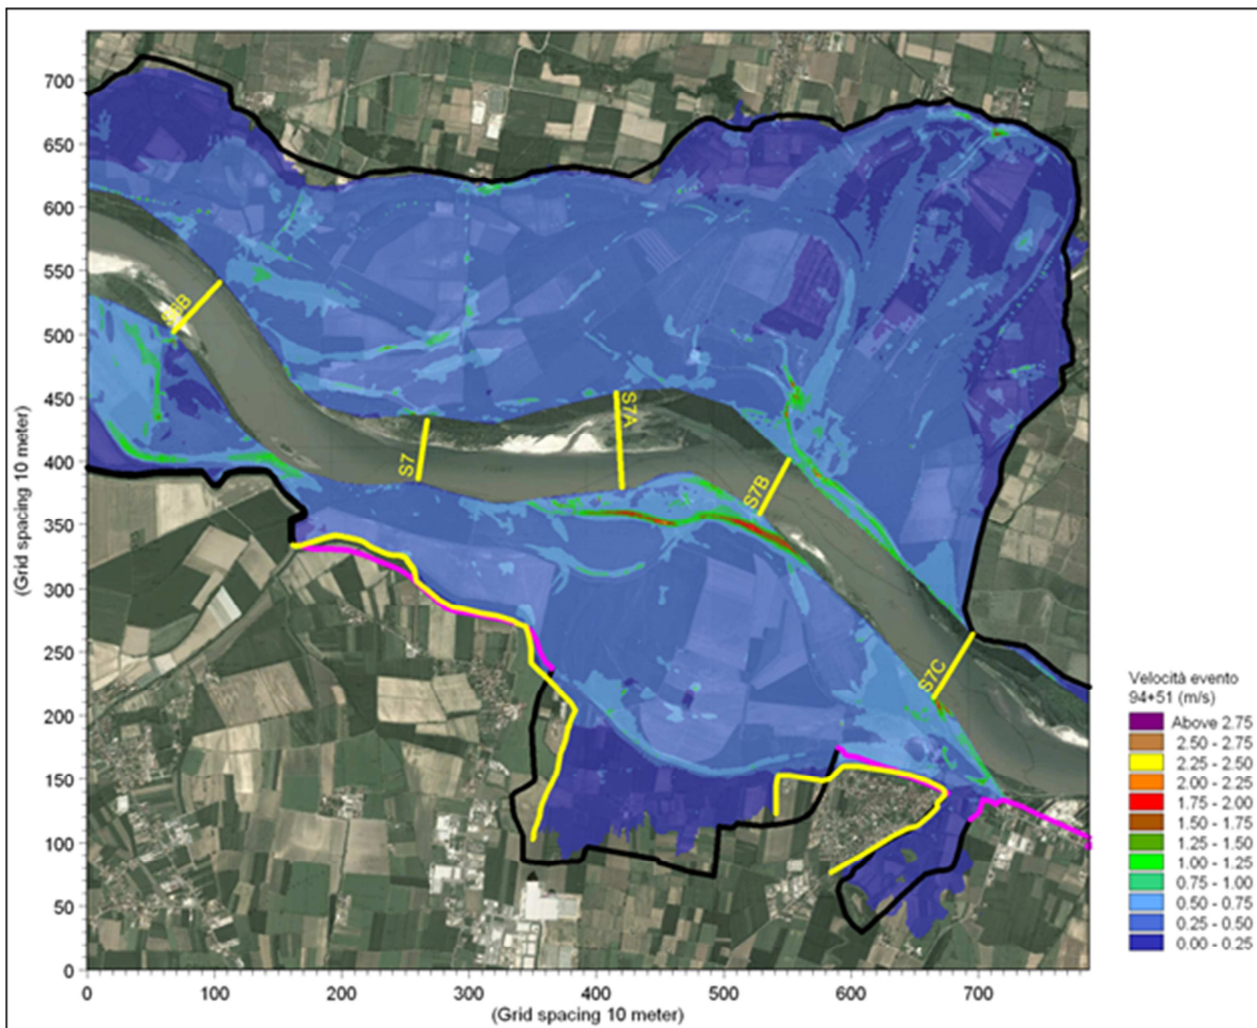 700
650
600
550
500
450
400
350
300
250
200
150
100
50
0
(Grid spacing 10 meter)
S7
S7A
S7B
S7C
0
100
200
300
400
500
600
700
(Grid spacing 10 meter)
Velocità evento
94+51 (m/s)
Above 2.75
2.50 - 2.75
2.25 - 2.50
2.00 - 2.25
1.75 - 2.00
1.50 - 1.75
1.25 - 1.50
1.00 - 1.25
0.75 - 1.00
0.50 - 0.75
0.25 - 0.50
0.00 - 0.25